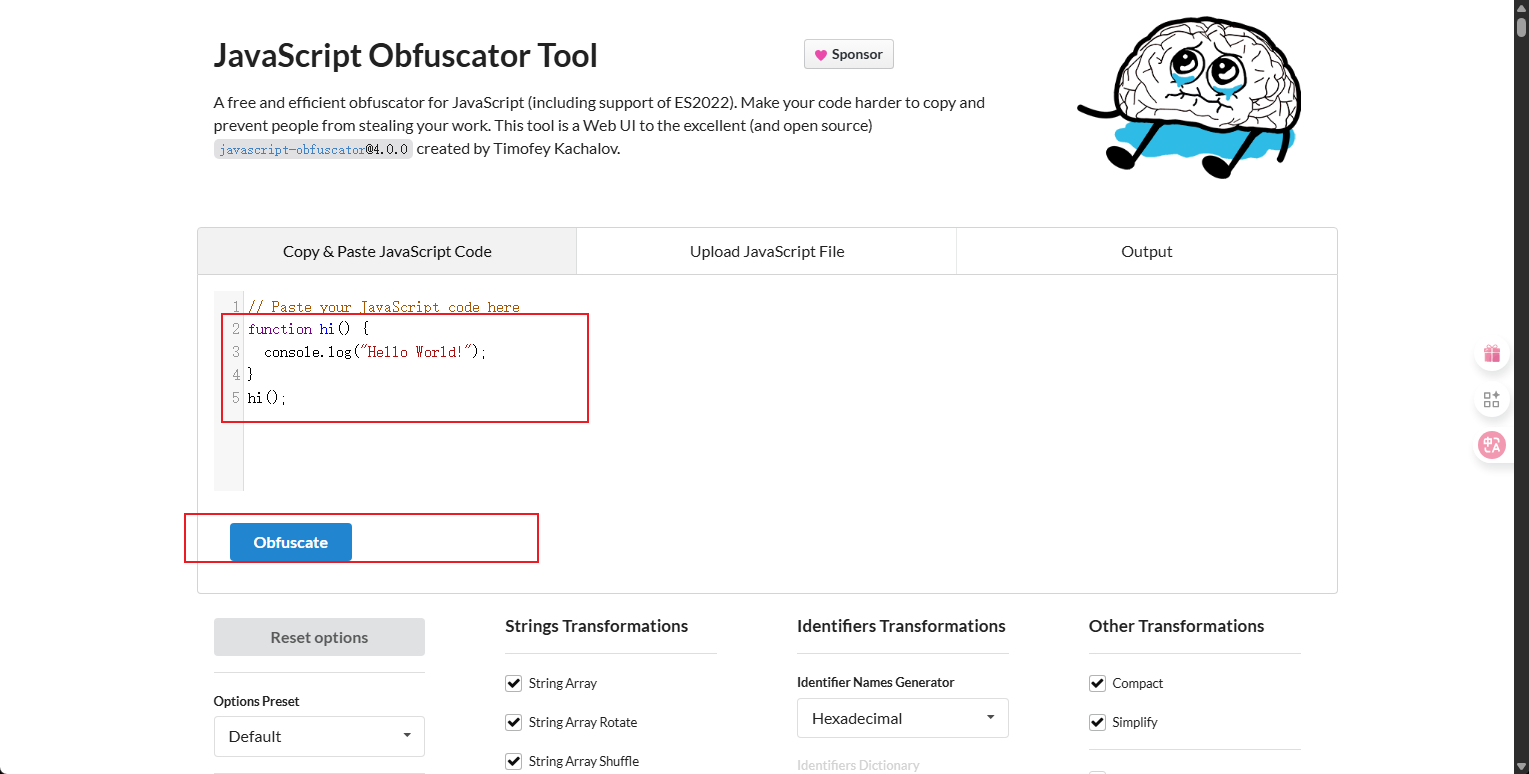 JavaScript Obfuscator Tool
Sponsor
A free and efficient obfuscator for JavaScript (including support of ES2022). Make your code harder to copy and
prevent people from stealing your work. This tool is a Web UI to the excellent (and open source)
javascript-obfuscator@4.0.0 created by Timofey Kachalov.
Copy & Paste JavaScript Code
Upload JavaScript File
Output
1 // Paste your JavaScript code here
2 function hi() {
3   console.log("Hello World!");
4 }
5 hi();
中A
Obfuscate
Reset options
Options Preset
Default
Strings Transformations
String Array
String Array Rotate
String Array Shuffle
Identifiers Transformations
Identifier Names Generator
Hexadecimal
Identifiers Dictionary
Other Transformations
Compact
Simplify